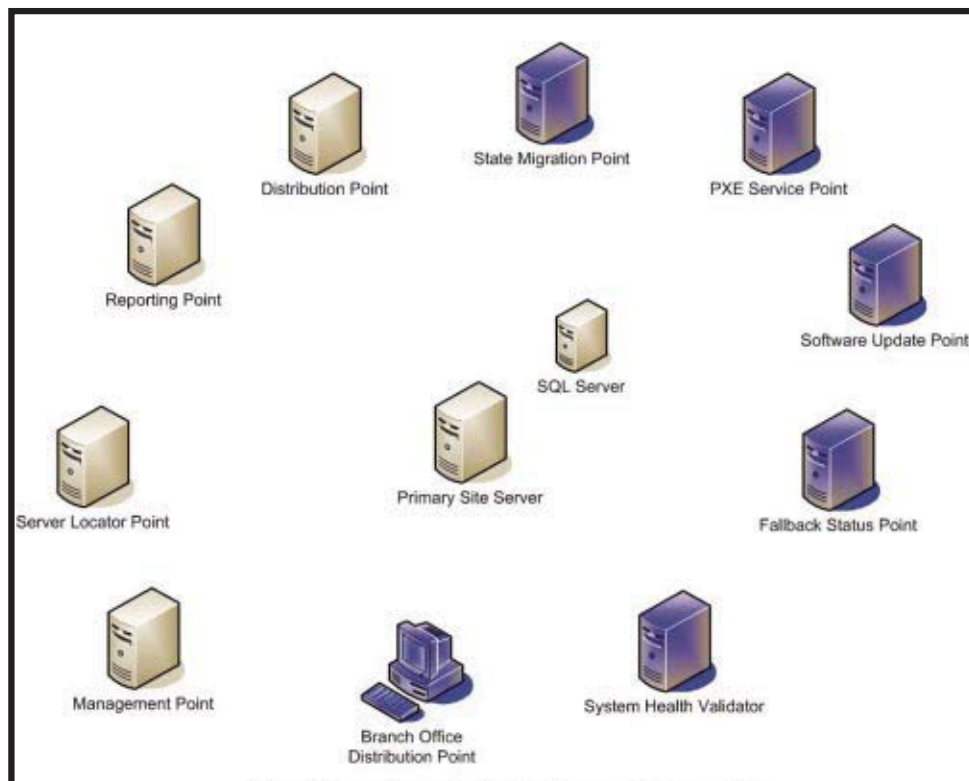 State Migration Point
Distribution Point
PXE Service Point
Reporting Point
Software Update Point
SQL Server
Primary Site Server
Server Locator Point
Fallback Status Point
Management Point
System Health Validator
Branch Office
Distribution Point